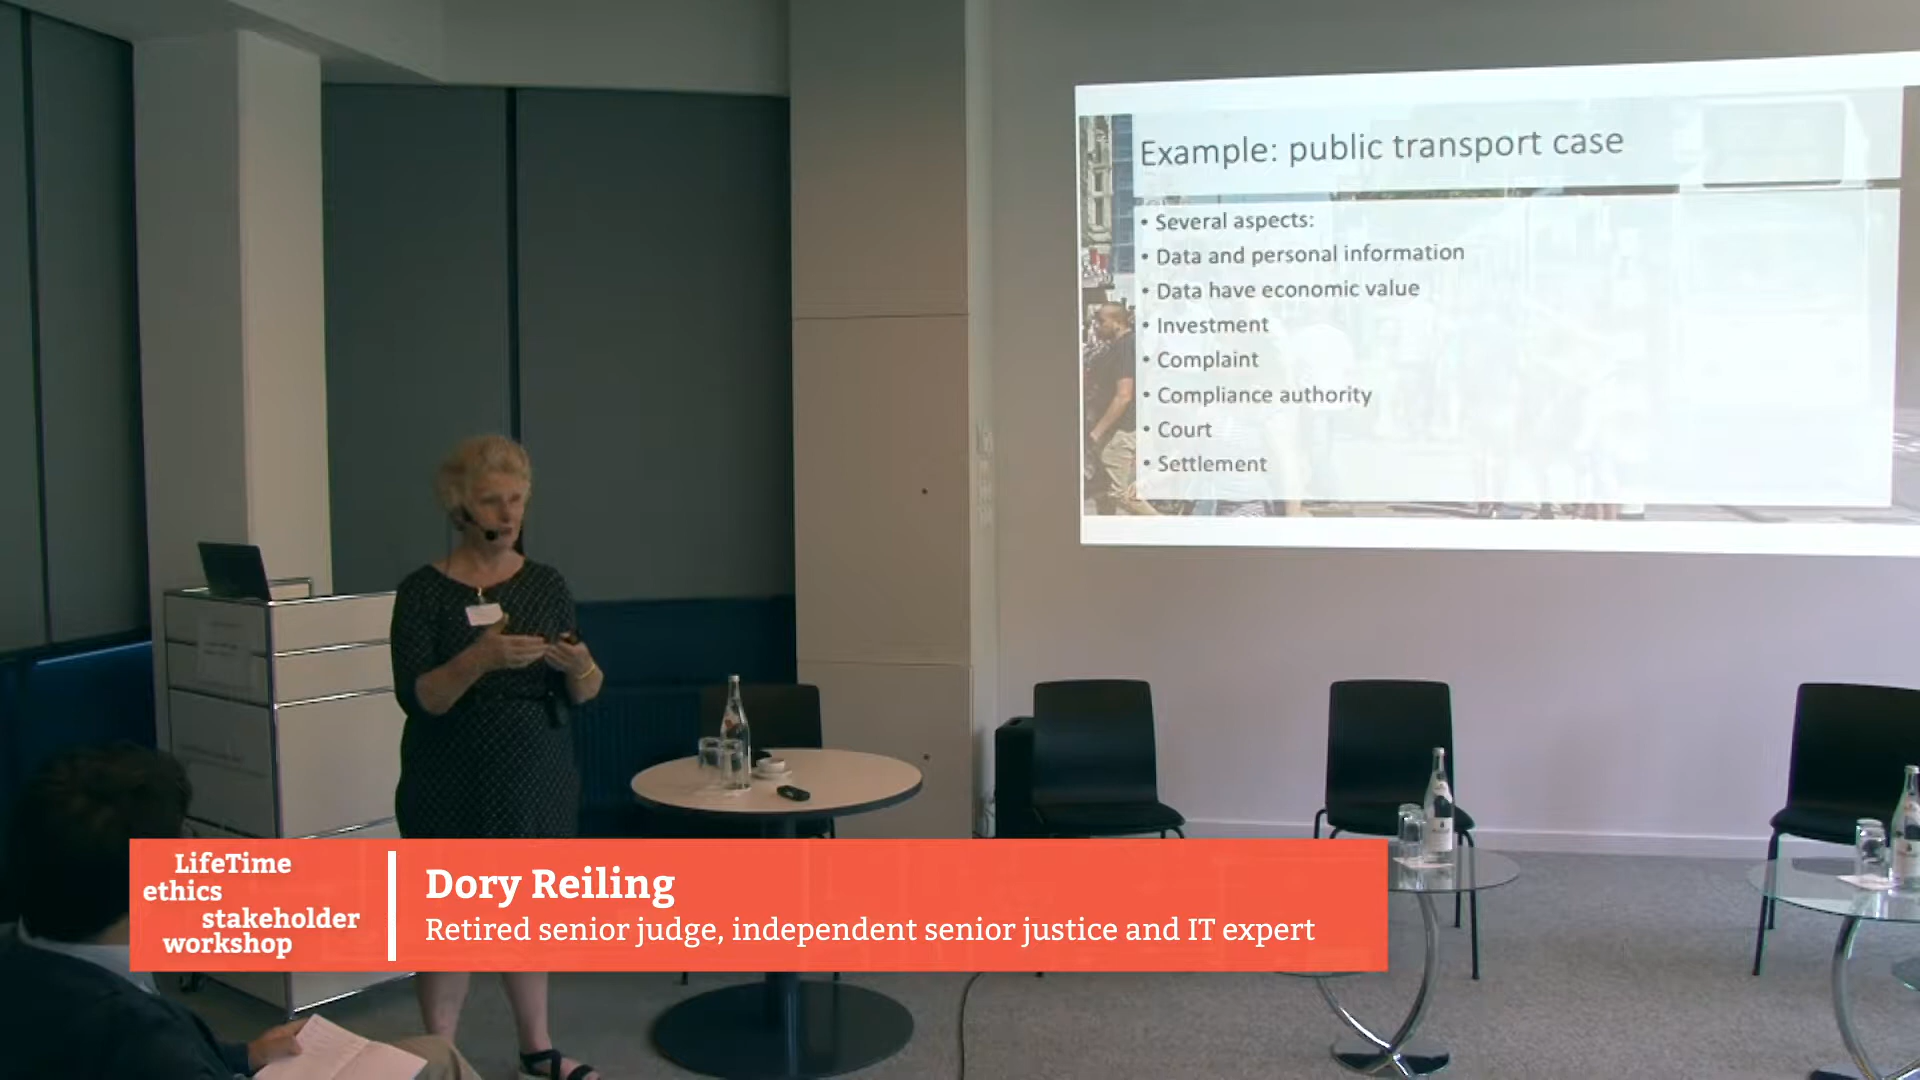 Example: public transport case
• Several aspects:
• Data and personal information
• Data have economic value
• Investment
• Complaint
• Compliance authority
• Court
• Settlement
LifeTime
ethics
stakeholder
workshop
Dory Reiling
Retired senior judge, independent senior justice and IT expert